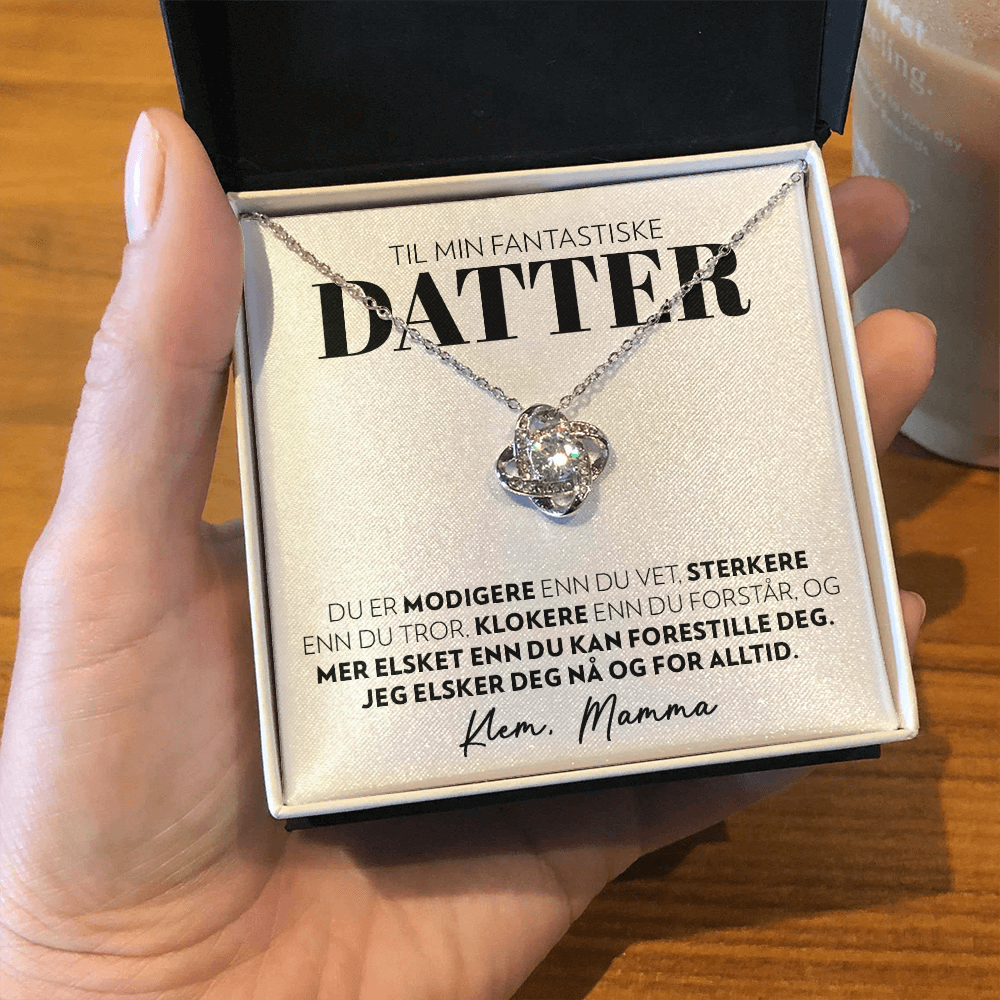 TIL MIN FANTASTISKE
DATTER
DU ER MODIGERE ENN DU VET, STERKERE
ENN DU TROR. KLOKERE ENN DU FORSTÅR, OG
MER ELSKET ENN DU KAN FORESTILLE DEG.
JEG ELSKER DEG NÅ OG FOR ALLTID.
Klem, Mamma
first